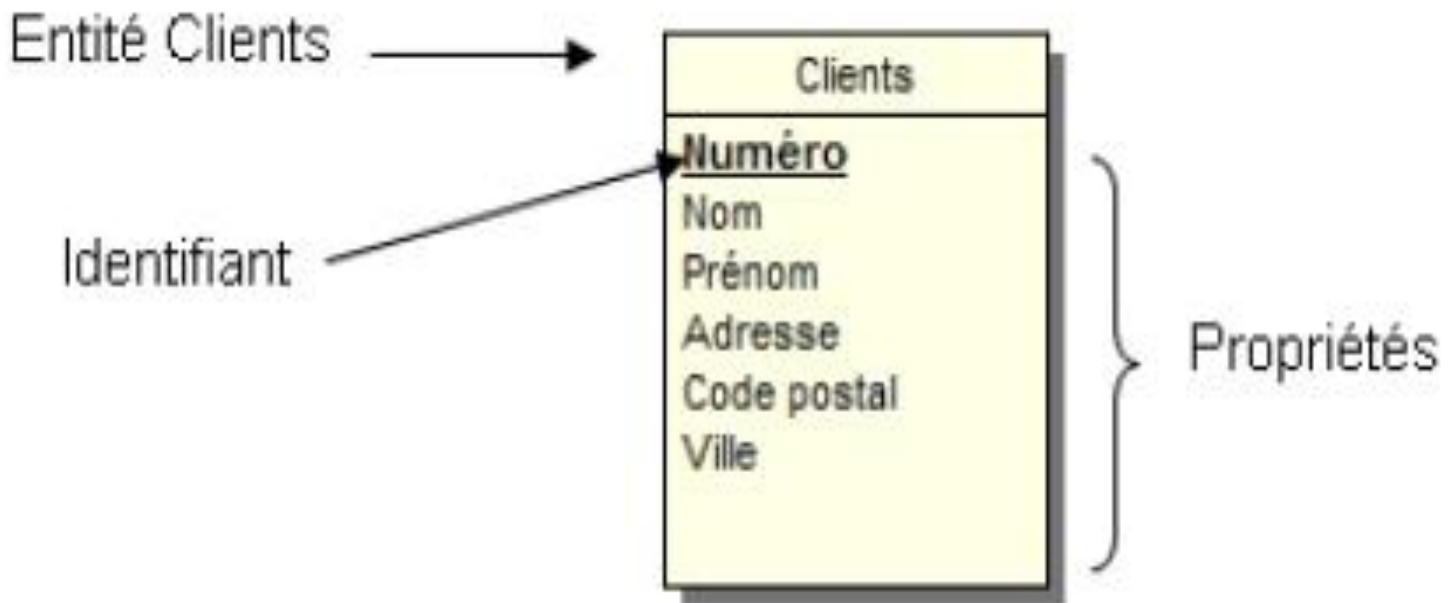 Entité Clients
Clients
Numéro
Identifiant
Nom
Prénom
Adresse
Code postal
Ville
Propriétés